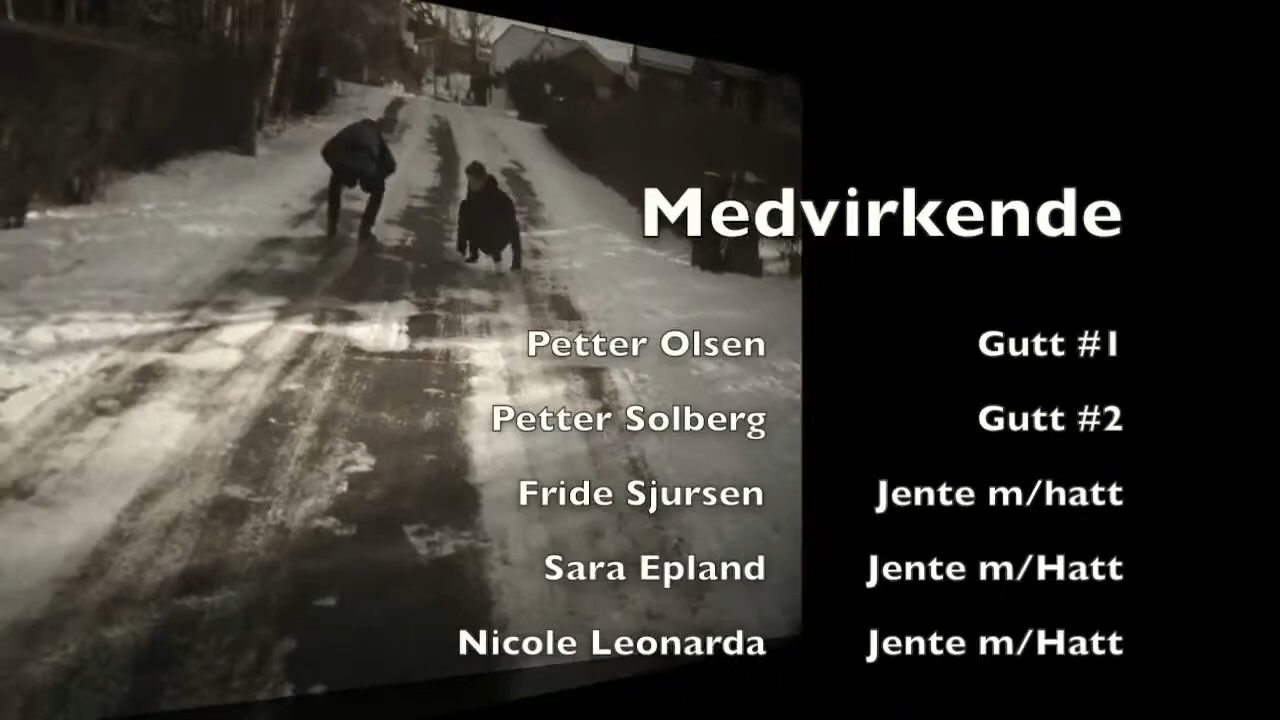 Medvirkende
Petter Olsen Gutt #1
Petter Solberg Gutt #2
Fride Sjursen Jente m/hatt
Sara Epland Jente m/Hatt
Nicole Leonarda Jente m/Hatt